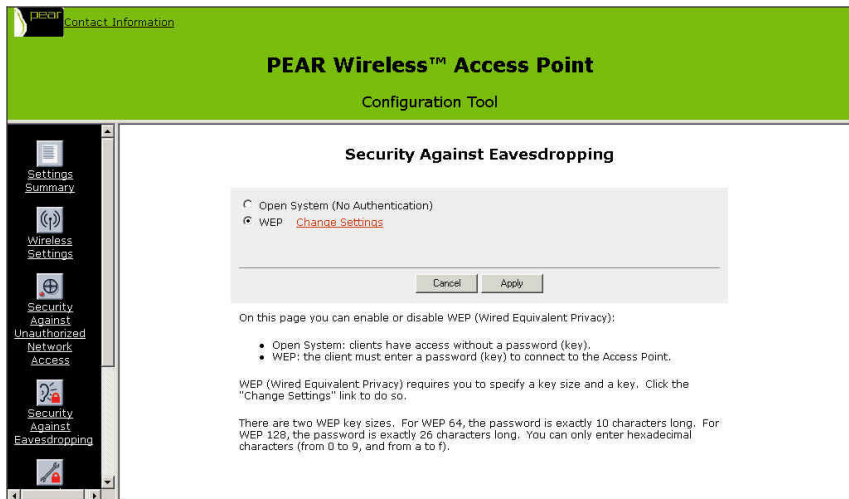 pear
Contact Information
PEAR Wireless™ Access Point
Configuration Tool
Settings
Summary
Wireless
Settings
Security
Against
Unauthorized
Network
Access
Security
Against
Eavesdropping
Security Against Eavesdropping
Open System (No Authentication)
WEP Change Settings
Cancel Apply
On this page you can enable or disable WEP (Wired Equivalent Privacy):
• Open System: clients have access without a password (key).
• WEP: the client must enter a password (key) to connect to the Access Point.
WEP (Wired Equivalent Privacy) requires you to specify a key size and a key. Click the
"Change Settings" link to do so.
There are two WEP key sizes. For WEP 64, the password is exactly 10 characters long. For
WEP 128, the password is exactly 26 characters long. You can only enter hexadecimal
characters (from 0 to 9, and from a to f).